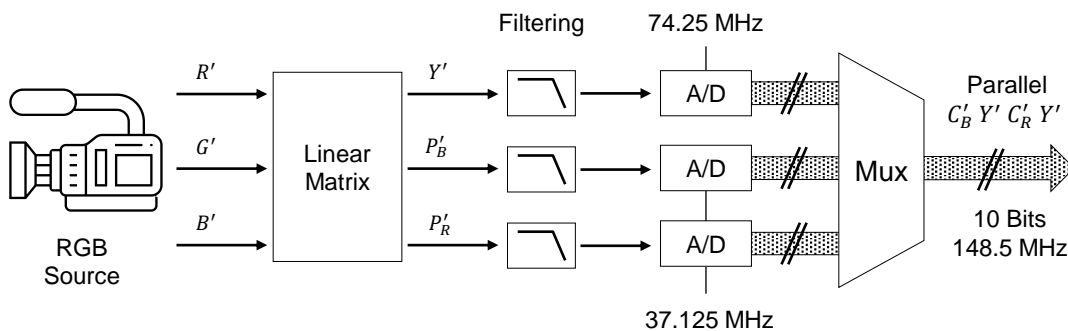 Filtering
74.25 MHz
R′
Y′
A/D
Parallel
C′B Y′ C′R Y′
G′
Linear
Matrix
P′B
A/D
Mux
B′
P′R
A/D
10 Bits
148.5 MHz
RGB
Source
37.125 MHz